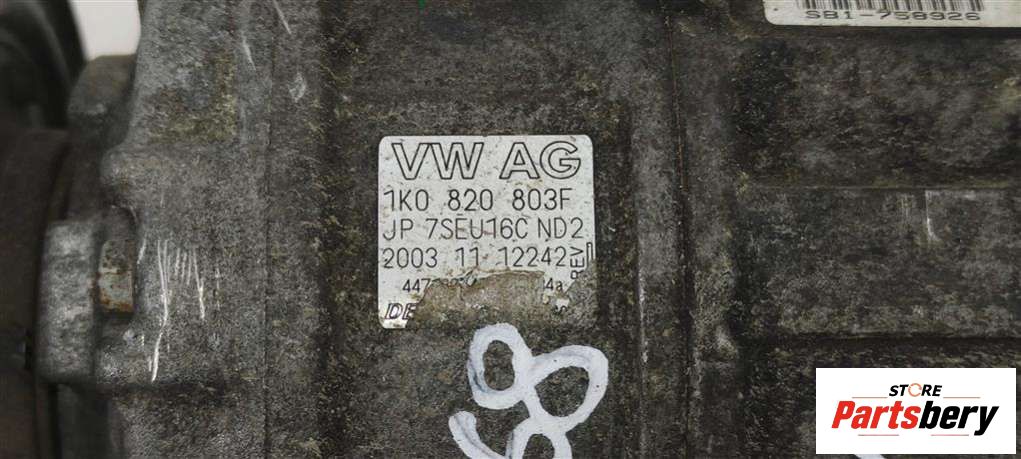 SB1-758926
VW AG
1K0 820 803F
JP 7SEU16C ND2
2003 11 12242
REV
STORE
Partsbery